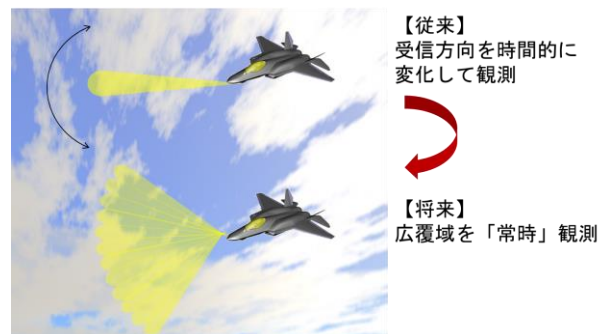 【従来】
受信方向を時間的に
変化して観測
【将来】
広覆域を「常時」観測